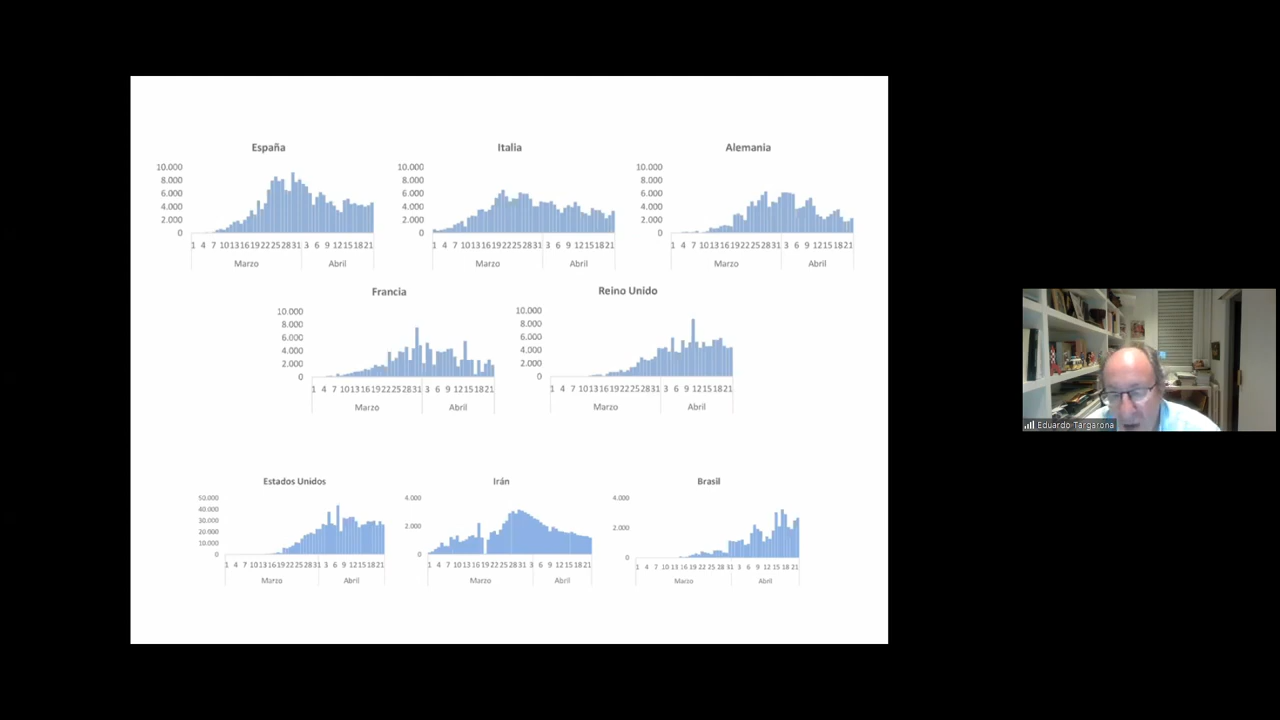 España
10.000
8.000
6.000
4.000
2.000
0
1 4 7 10 13 16 19 22 25 28 31 3 6 9 12 15 18 21
Marzo Abril
Italia
10.000
8.000
6.000
4.000
2.000
0
1 4 7 10 13 16 19 22 25 28 31 3 6 9 12 15 18 21
Marzo Abril
Alemania
10.000
8.000
6.000
4.000
2.000
0
1 4 7 10 13 16 19 22 25 28 31 3 6 9 12 15 18 21
Marzo Abril
Francia
10.000
8.000
6.000
4.000
2.000
0
1 4 7 10 13 16 19 22 25 28 31 3 6 9 12 15 18 21
Marzo Abril
Reino Unido
10.000
8.000
6.000
4.000
2.000
0
1 4 7 10 13 16 19 22 25 28 31 3 6 9 12 15 18 21
Marzo Abril
Eduardo Targarona
Estados Unidos
50.000
40.000
30.000
20.000
10.000
0
1 4 7 10 13 16 19 22 25 28 31 3 6 9 12 15 18 21
Marzo Abril
Irán
4.000
2.000
0
1 4 7 10 13 16 19 22 25 28 31 3 6 9 12 15 18 21
Marzo Abril
Brasil
4.000
2.000
0
1 4 7 10 13 16 19 22 25 28 31 3 6 9 12 15 18 21
Marzo Abril